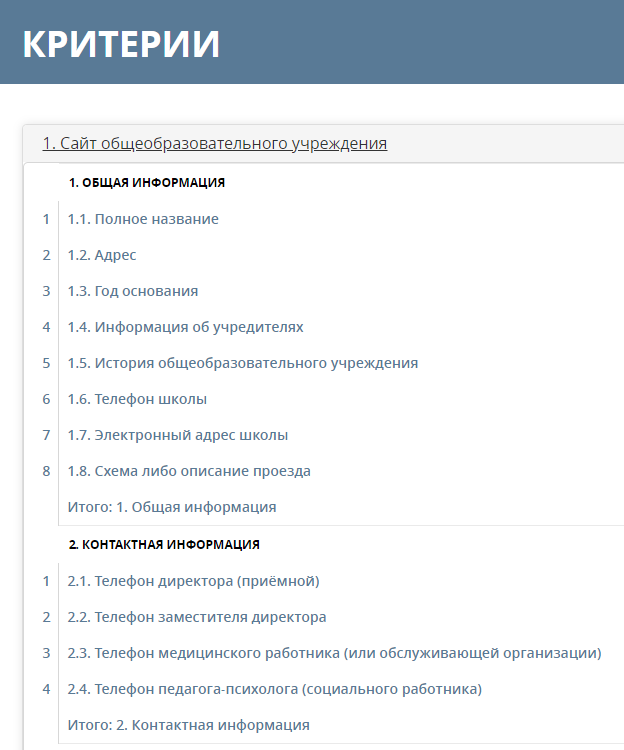 КРИТЕРИИ
1. Сайт общеобразовательного учреждения
1. ОБЩАЯ ИНФОРМАЦИЯ
1 1.1. Полное название
2 1.2. Адрес
3 1.3. Год основания
4 1.4. Информация об учредителях
5 1.5. История общеобразовательного учреждения
6 1.6. Телефон школы
7 1.7. Электронный адрес школы
8 1.8. Схема либо описание проезда
Итого: 1. Общая информация
2. КОНТАКТНАЯ ИНФОРМАЦИЯ
1 2.1. Телефон директора (приёмной)
2 2.2. Телефон заместителя директора
3 2.3. Телефон медицинского работника (или обслуживающей организации)
4 2.4. Телефон педагога-психолога (социального работника)
Итого: 2. Контактная информация